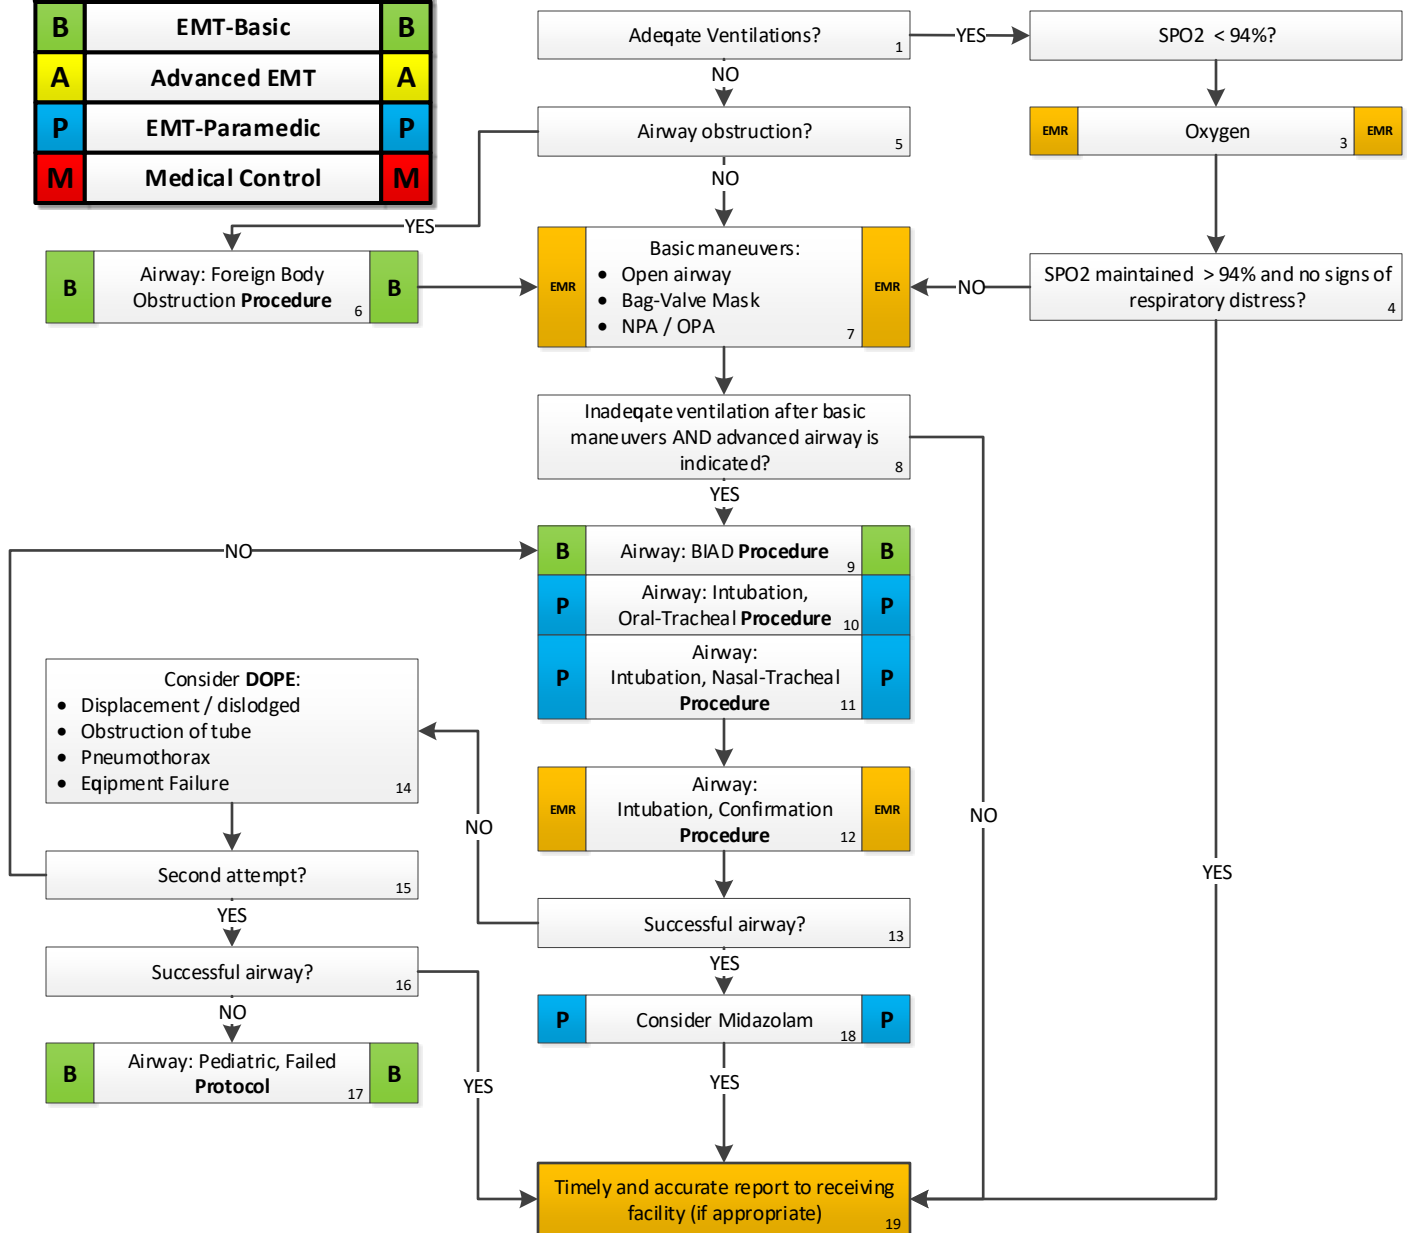 B EMT-Basic B
A Advanced EMT A
P EMT-Paramedic P
M Medical Control M
Adeqate Ventilations?
1
YES
SPO2 < 94%?
NO
Airway obstruction?
5
EMR Oxygen EMR
3
YES
NO
B Airway: Foreign Body B
Obstruction Procedure
6
EMR Basic maneuvers: EMR
• Open airway
• Bag-Valve Mask
• NPA / OPA
7
NO
SPO2 maintained > 94% and no signs of
respiratory distress?
4
Inadeqate ventilation after basic
maneuvers AND advanced airway is
indicated?
8
YES
NO
B Airway: BIAD Procedure B
9
P Airway: Intubation, P
Oral-Tracheal Procedure
10
P Airway: P
Intubation, Nasal-Tracheal
Procedure
11
Consider DOPE:
• Displacement / dislodged
• Obstruction of tube
• Pneumothorax
• Eqipment Failure
14
EMR Airway: EMR
Intubation, Confirmation
Procedure
12
NO
NO
YES
Second attempt?
15
YES
Successful airway?
13
YES
Successful airway?
16
NO
P Consider Midazolam P
18
B Airway: Pediatric, Failed B
Protocol
17
YES
YES
Timely and accurate report to receiving
facility (if appropriate)
19